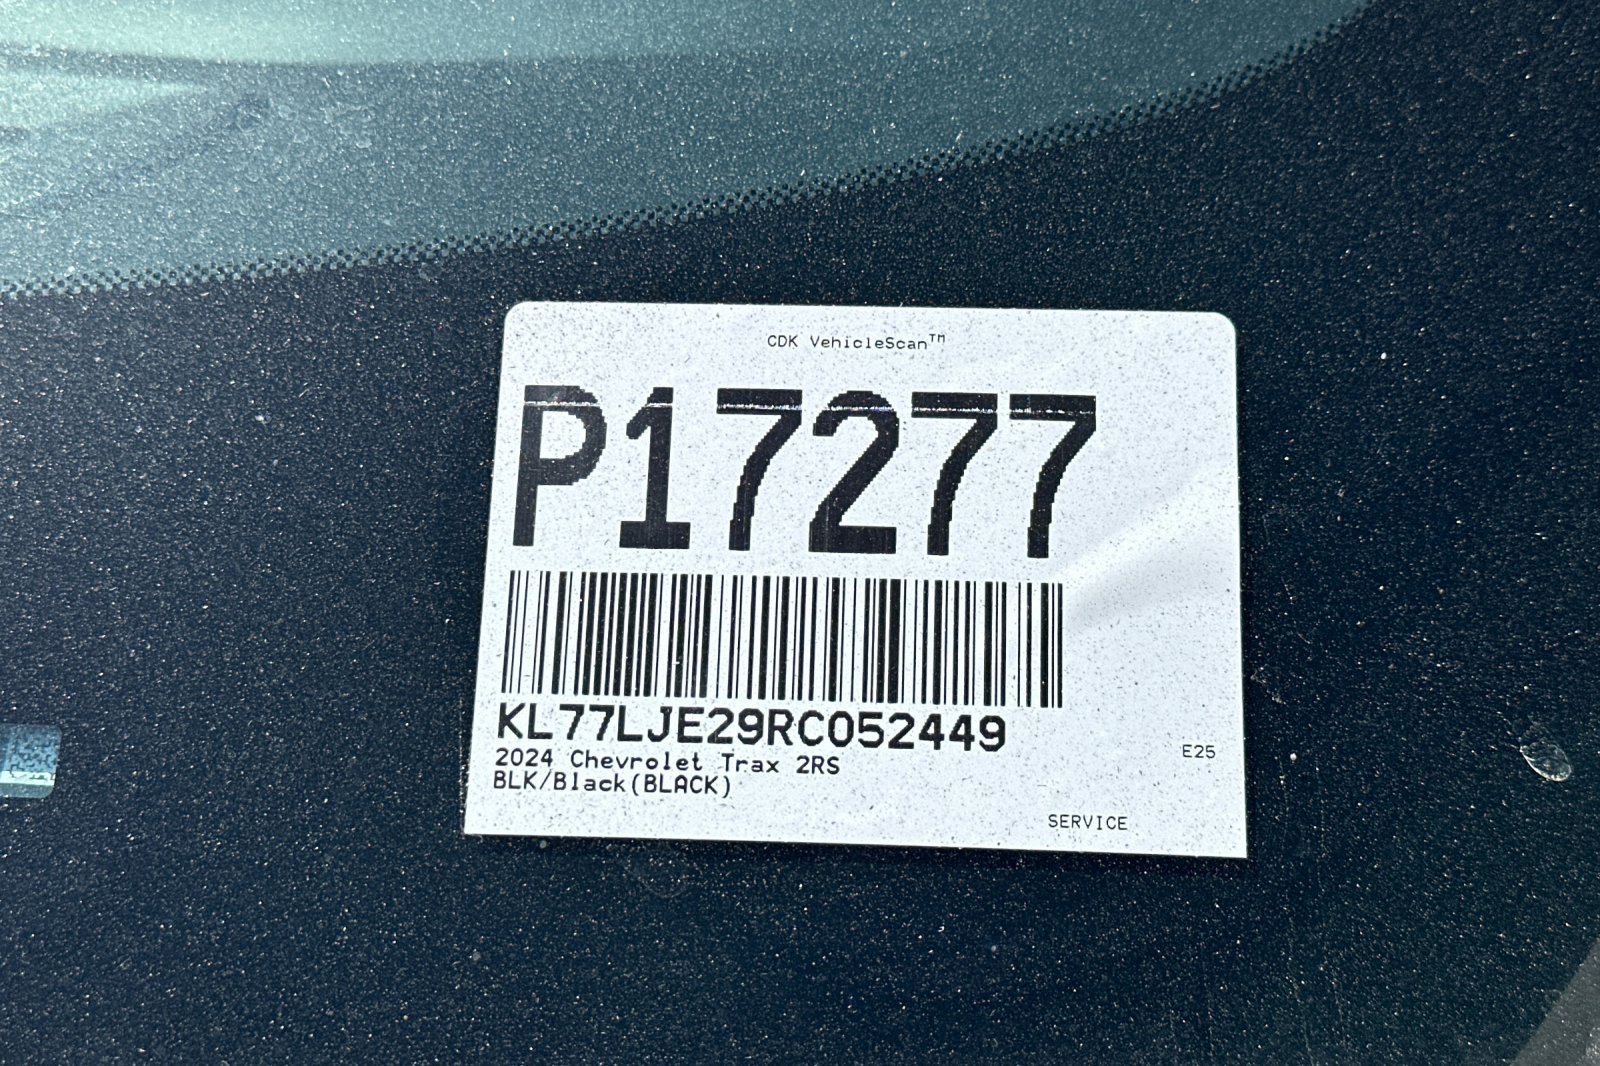 CDK VehicleScan™
P17277
KL77LJE29RC052449
2024 Chevrolet Trax 2RS
E25
BLK/Black(BLACK)
SERVICE